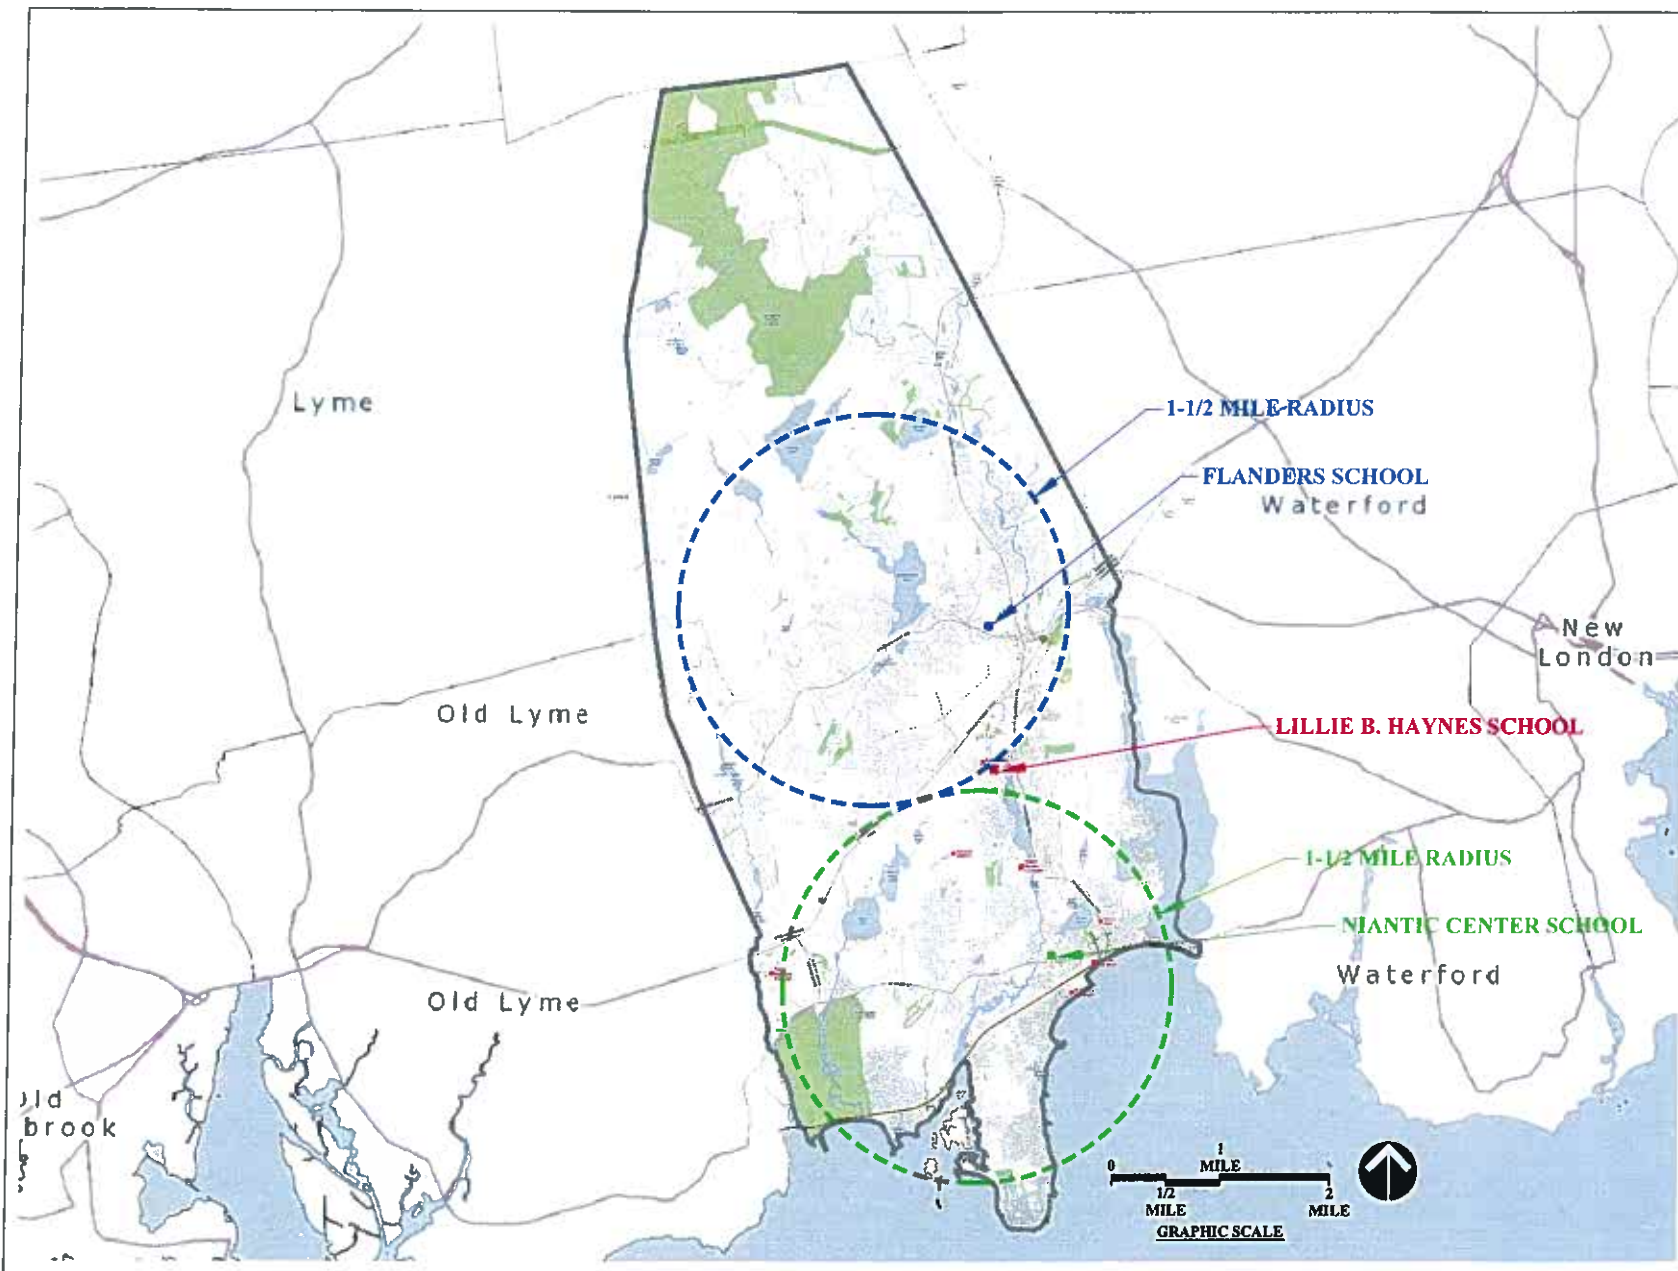 Lyme
1-1/2 MILE RADIUS
FLANDERS SCHOOL
Waterford
New
London
Old Lyme
LILLIE B. HAYNES SCHOOL
1-1/2 MILE RADIUS
NIANTIC CENTER SCHOOL
Waterford
Old Lyme
ld
brook
0
1
MILE
1/2
MILE
2
MILE
GRAPHIC SCALE